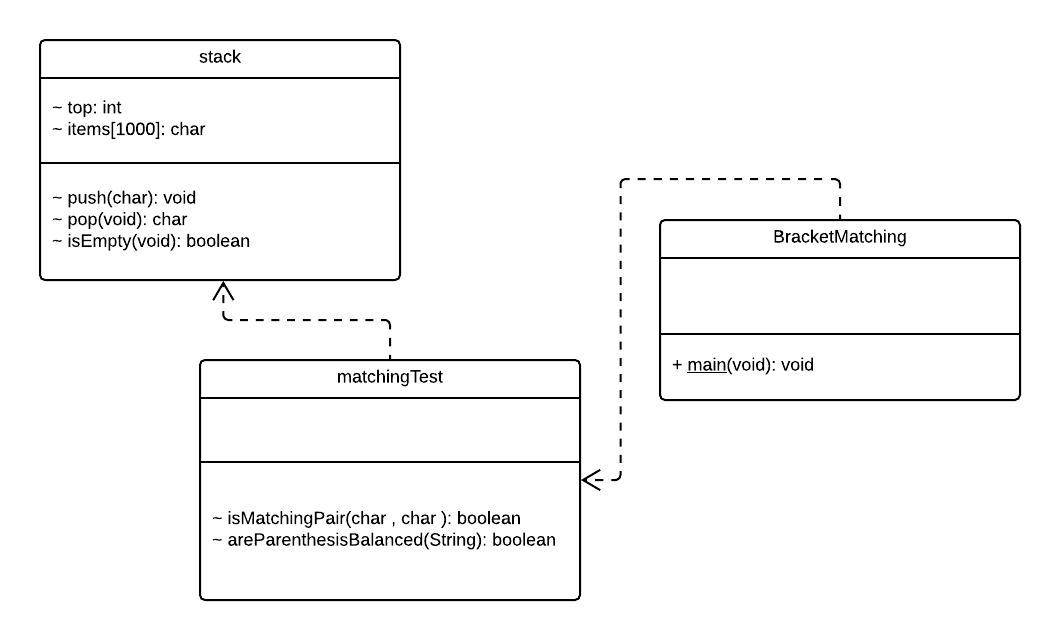 stack
~ top: int
~ items[1000]: char
~ push(char): void
~ pop(void): char
~ isEmpty(void): boolean
BracketMatching
+ main(void): void
matchingTest
~ isMatchingPair(char , char ): boolean
~ areParenthesisBalanced(String): boolean